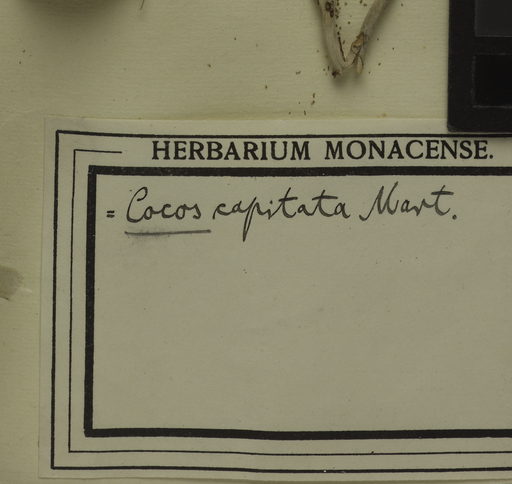 HERBARIUM MONACENSE.
= Cocos capitata Mart.